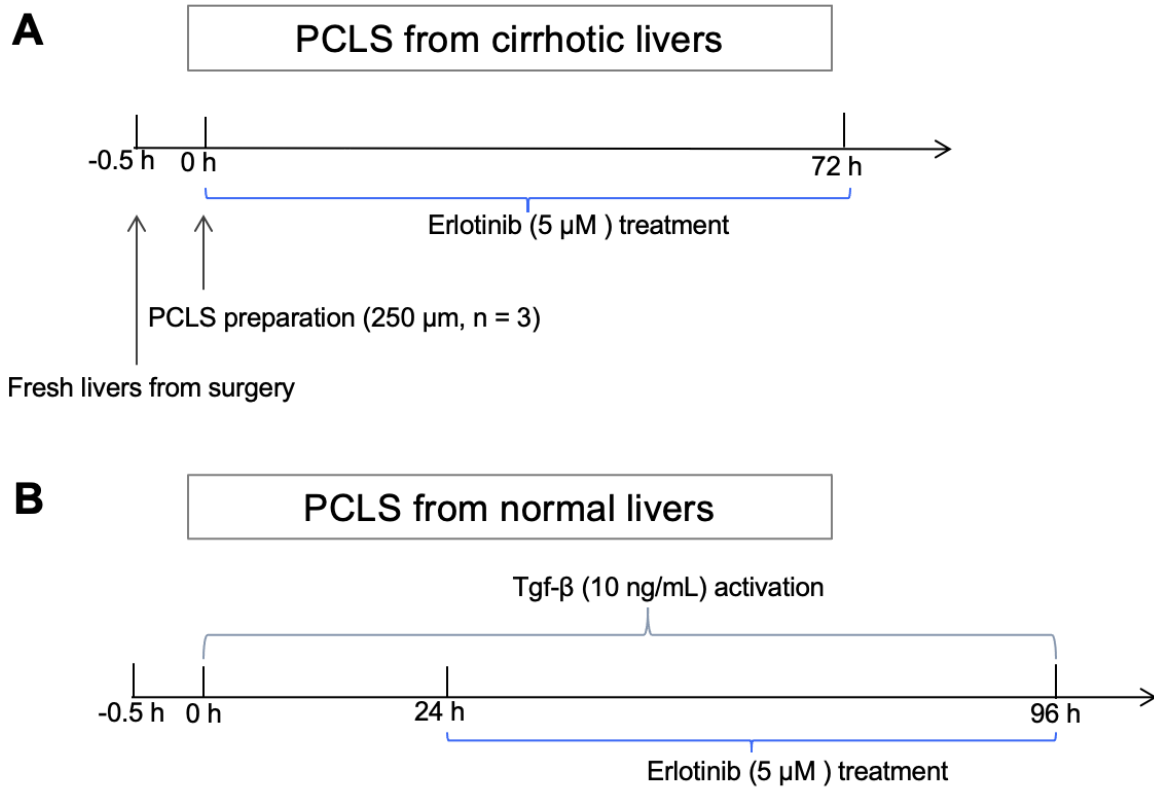 A
PCLS from cirrhotic livers
-0.5 h
0 h
72 h
Erlotinib (5 μM ) treatment
PCLS preparation (250 μm, n = 3)
Fresh livers from surgery
B
PCLS from normal livers
Tgf-β (10 ng/mL) activation
-0.5 h
0 h
24 h
96 h
Erlotinib (5 μM ) treatment